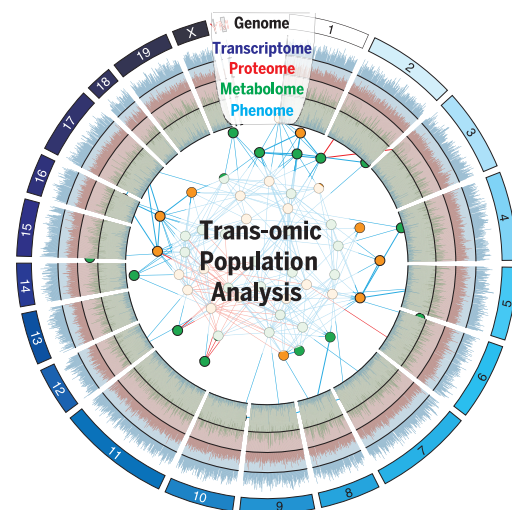 Genome
Transcriptome
Proteome
Metabolome
Phenome
Trans-omic
Population
Analysis
1
2
3
4
5
6
7
8
9
10
11
12
13
14
15
16
17
18
19
X